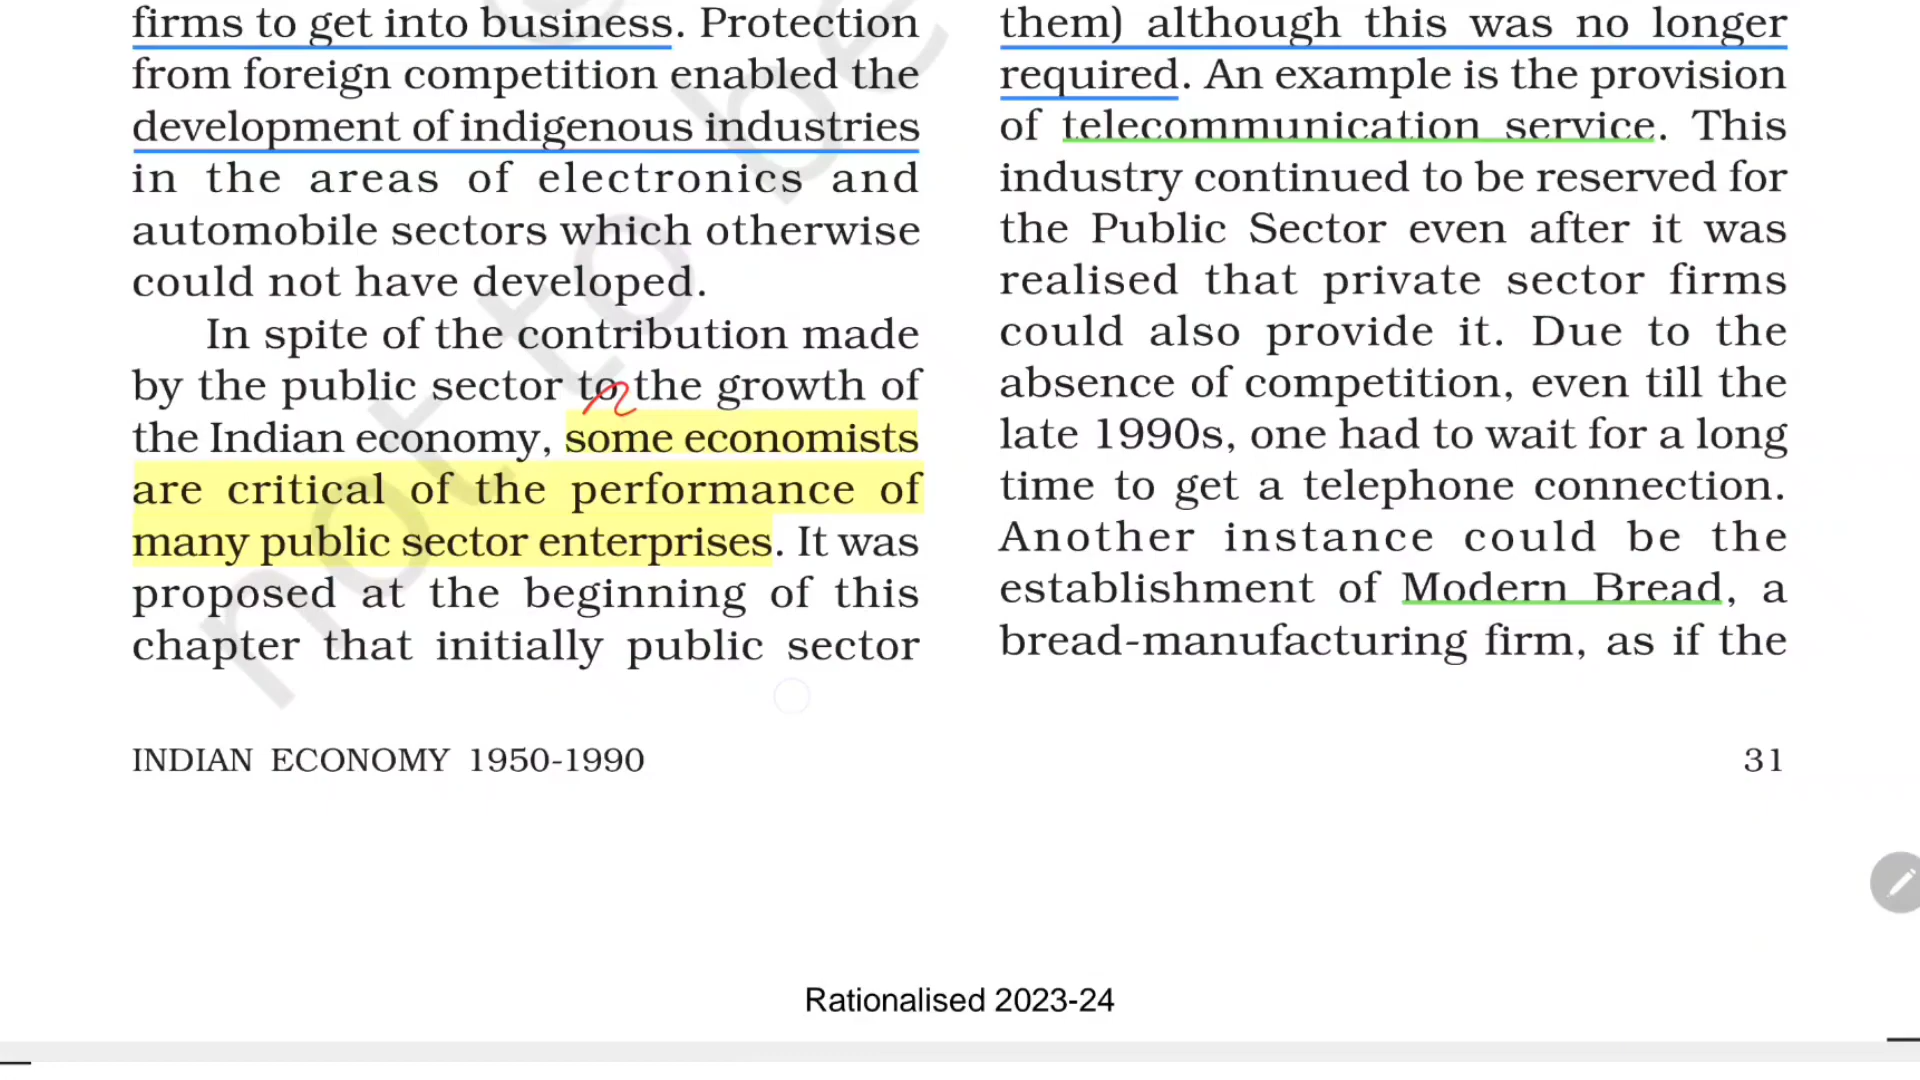 firms to get into business. Protection
from foreign competition enabled the
development of indigenous industries
in the areas of electronics and
automobile sectors which otherwise
could not have developed.
In spite of the contribution made
by the public sector to the growth of
the Indian economy, some economists
are critical of the performance of
many public sector enterprises. It was
proposed at the beginning of this
chapter that initially public sector
them) although this was no longer
required. An example is the provision
of telecommunication service. This
industry continued to be reserved for
the Public Sector even after it was
realised that private sector firms
could also provide it. Due to the
absence of competition, even till the
late 1990s, one had to wait for a long
time to get a telephone connection.
Another instance could be the
establishment of Modern Bread, a
bread-manufacturing firm, as if the
INDIAN ECONOMY 1950-1990
31
Rationalised 2023-24
not to be